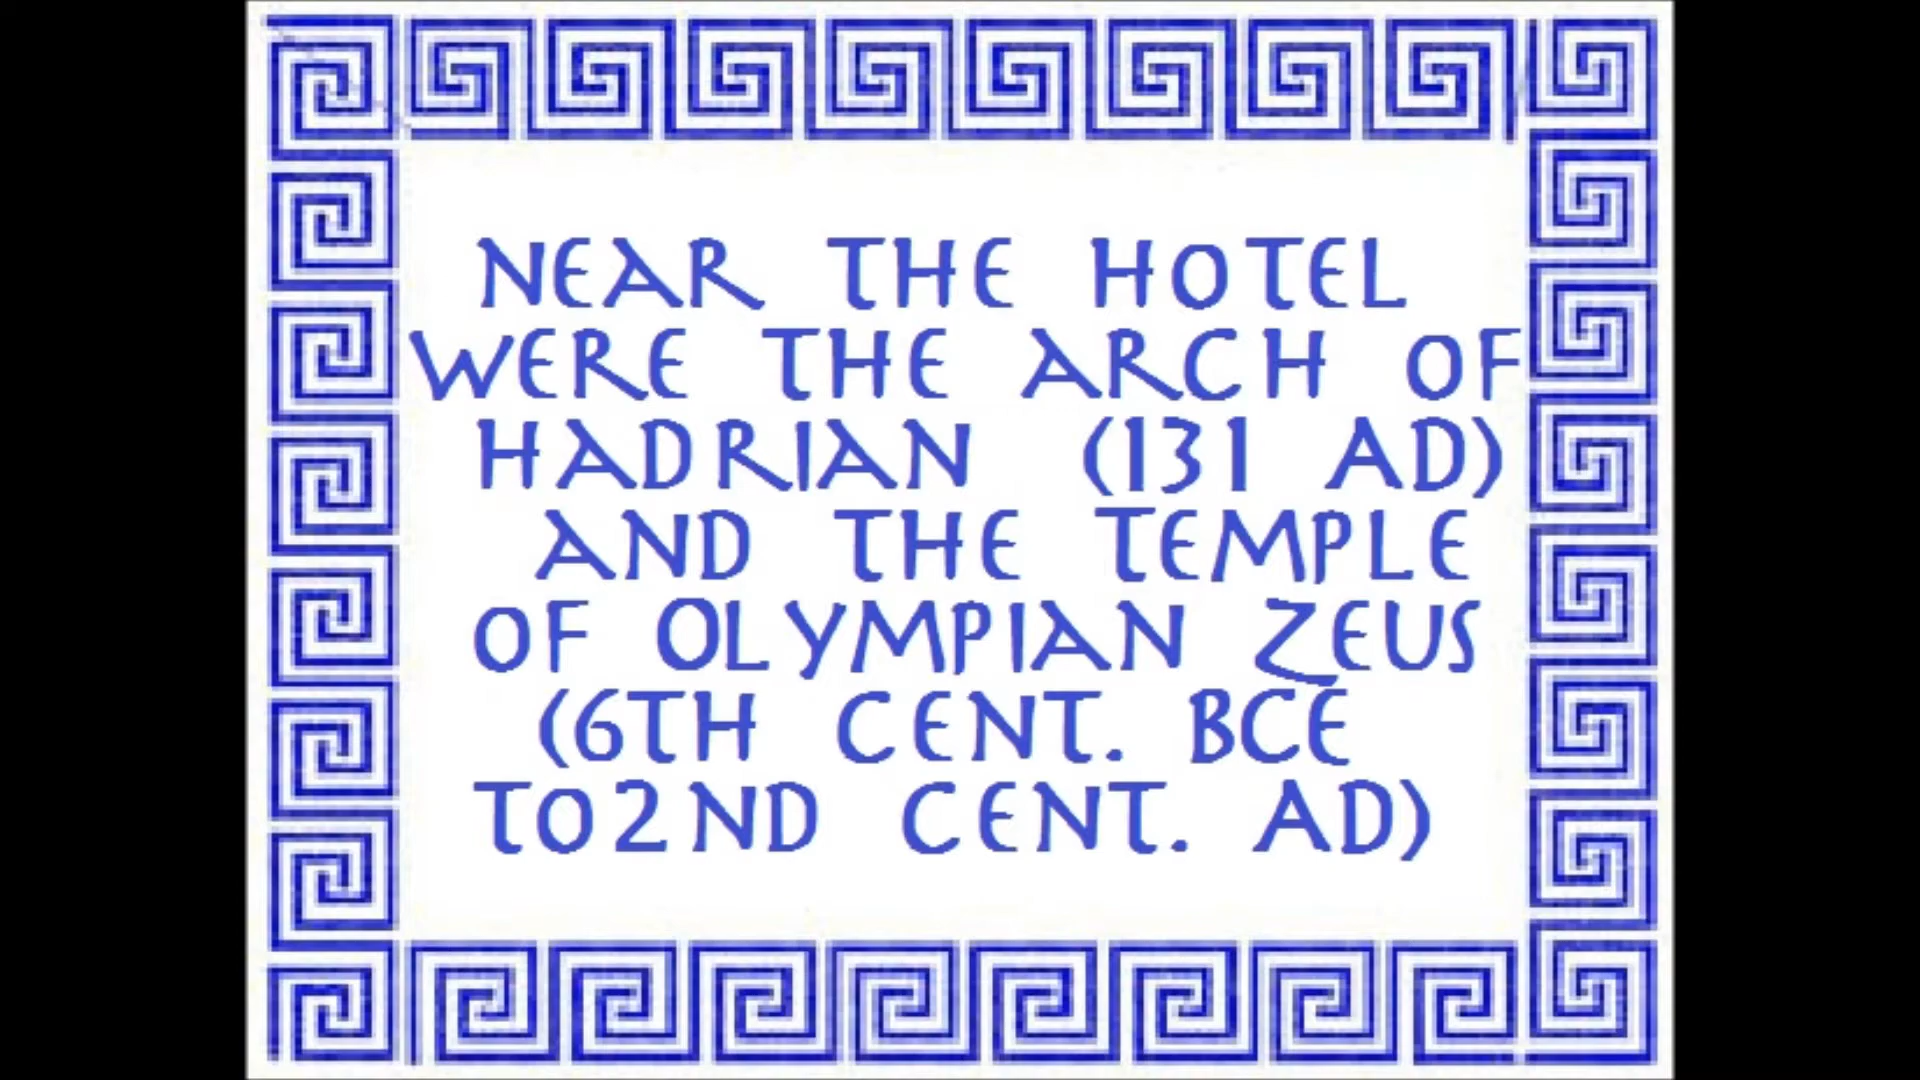 NEAR THE HOTEL
WERE THE ARCH OF
HADRIAN (131 AD)
AND THE TEMPLE
OF OLYMPIAN ZEUS
(6TH CENT. BCE
TO2ND CENT. AD)